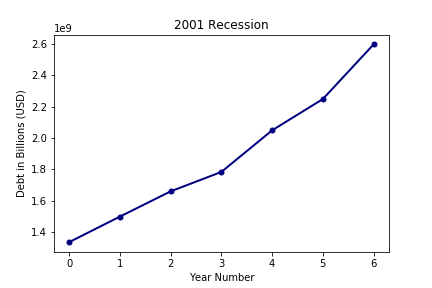 2001 Recession
1e9
2.6
2.4
2.2
2.0
1.8
1.6
1.4
Debt in Billions (USD)
0 1 2 3 4 5 6
Year Number